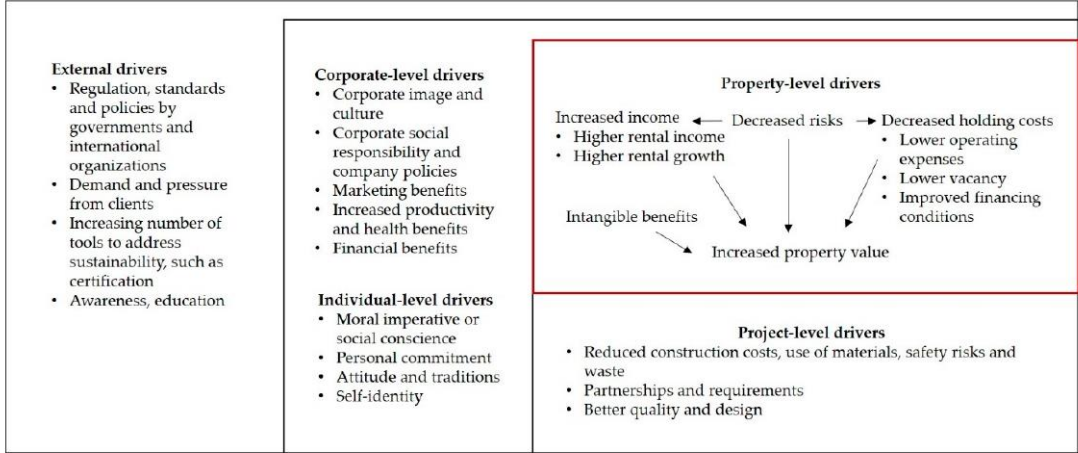 External drivers
• Regulation, standards
and policies by
governments and
international
organizations
• Demand and pressure
from clients
• Increasing number of
tools to address
sustainability, such as
certification
• Awareness, education
Corporate-level drivers
• Corporate image and
culture
• Corporate social
responsibility and
company policies
• Marketing benefits
• Increased productivity
and health benefits
• Financial benefits
Individual-level drivers
• Moral imperative or
social conscience
• Personal commitment
• Attitude and traditions
• Self-identity
Property-level drivers
Increased income
• Higher rental income
• Higher rental growth
Decreased risks
Decreased holding costs
• Lower operating
expenses
• Lower vacancy
• Improved financing
conditions
Intangible benefits
Increased property value
Project-level drivers
• Reduced construction costs, use of materials, safety risks and
waste
• Partnerships and requirements
• Better quality and design